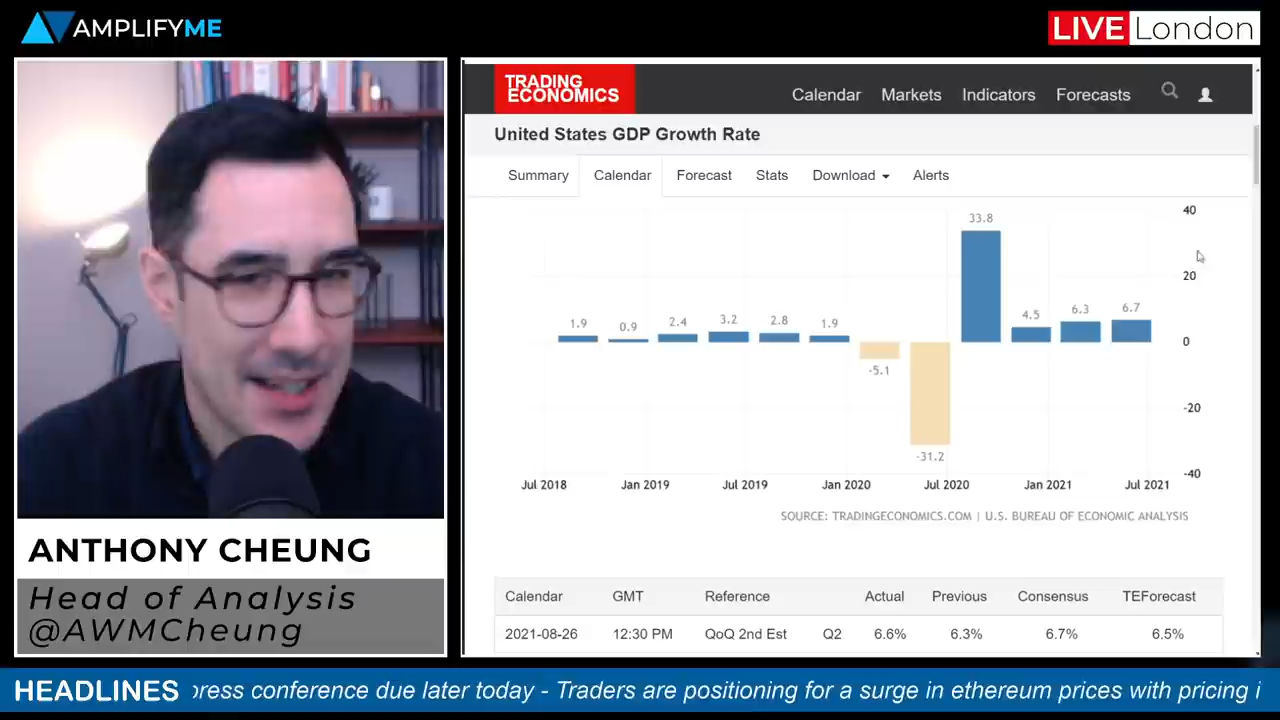 AMPLIFYME
LIVE London
TRADING
ECONOMICS
Calendar Markets Indicators Forecasts
United States GDP Growth Rate
Summary Calendar Forecast Stats Download Alerts
40
33.8
20
1.9 0.9 2.4 3.2 2.8 1.9 4.5 6.3 6.7
0
-5.1
-20
-31.2
-40
Jul 2018 Jan 2019 Jul 2019 Jan 2020 Jul 2020 Jan 2021 Jul 2021
SOURCE: TRADINGECONOMICS.COM | U.S. BUREAU OF ECONOMIC ANALYSIS
Calendar GMT Reference Actual Previous Consensus TEForecast
2021-08-26 12:30 PM QoQ 2nd Est Q2 6.6% 6.3% 6.7% 6.5%
ANTHONY CHEUNG
Head of Analysis
@AWMCheung
HEADLINES press conference due later today - Traders are positioning for a surge in ethereum prices with pricing i